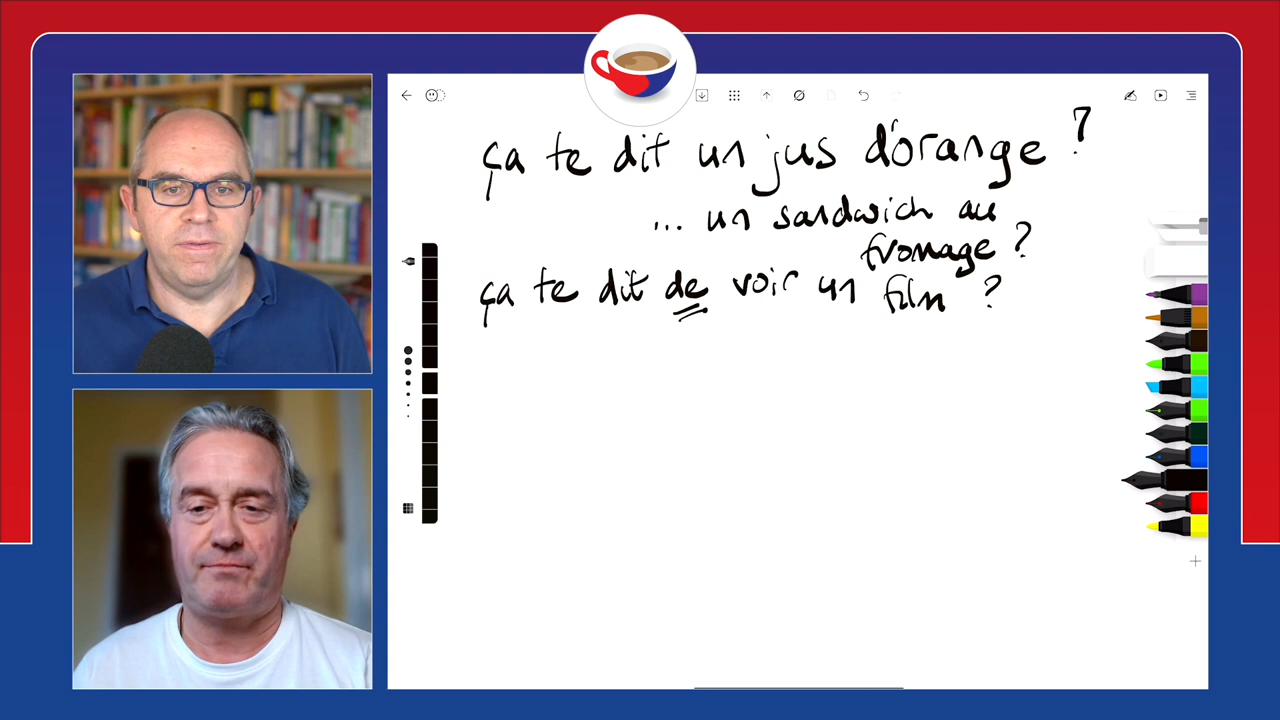 ça te dit un jus d'orange ?
... un sandwich au
fromage ?
ça te dit de voir un film ?